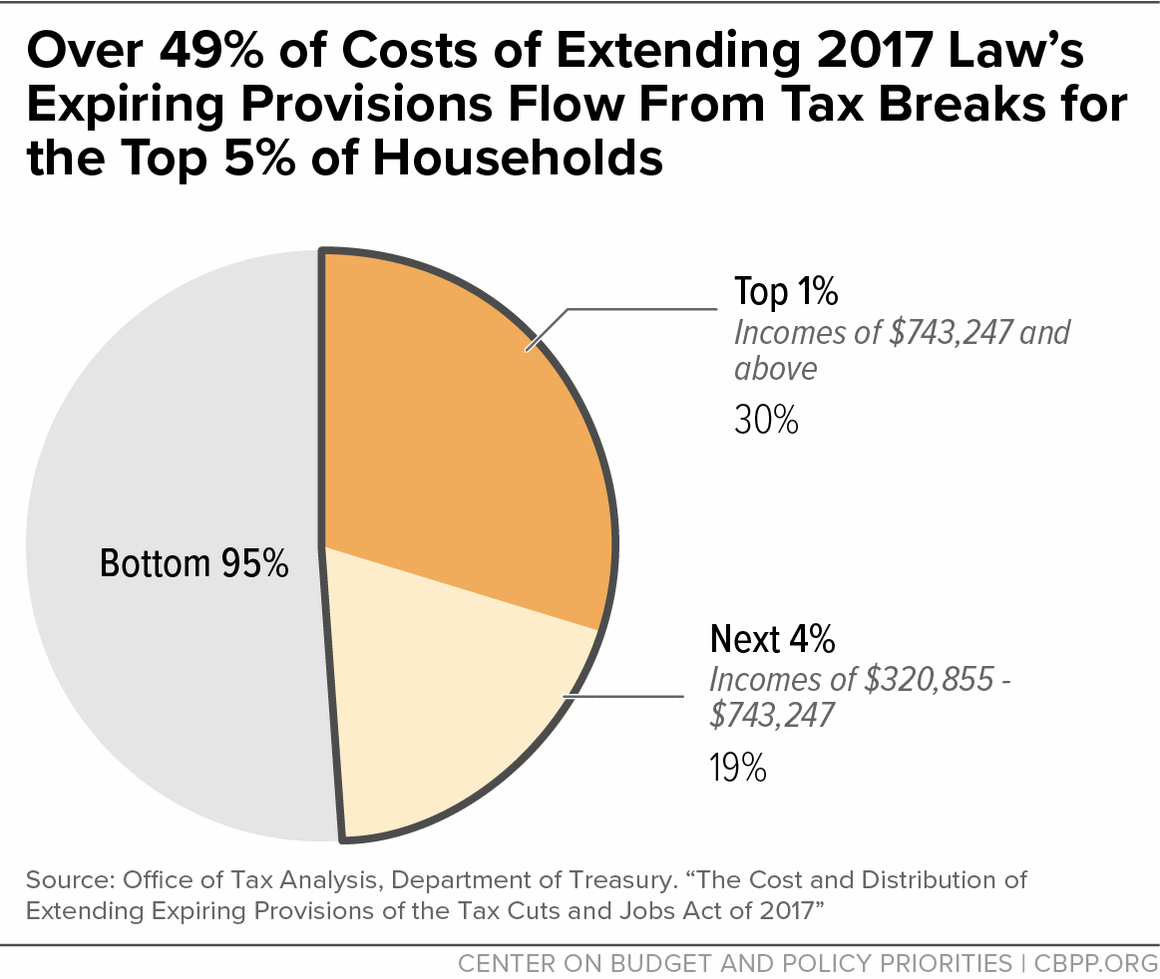 Over 49% of Costs of Extending 2017 Law’s
Expiring Provisions Flow From Tax Breaks for
the Top 5% of Households
Top 1%
Incomes of $743,247 and
above
30%
Bottom 95%
Next 4%
Incomes of $320,855 -
$743,247
19%
Source: Office of Tax Analysis, Department of Treasury. “The Cost and Distribution of
Extending Expiring Provisions of the Tax Cuts and Jobs Act of 2017”
CENTER ON BUDGET AND POLICY PRIORITIES | CBPP.ORG